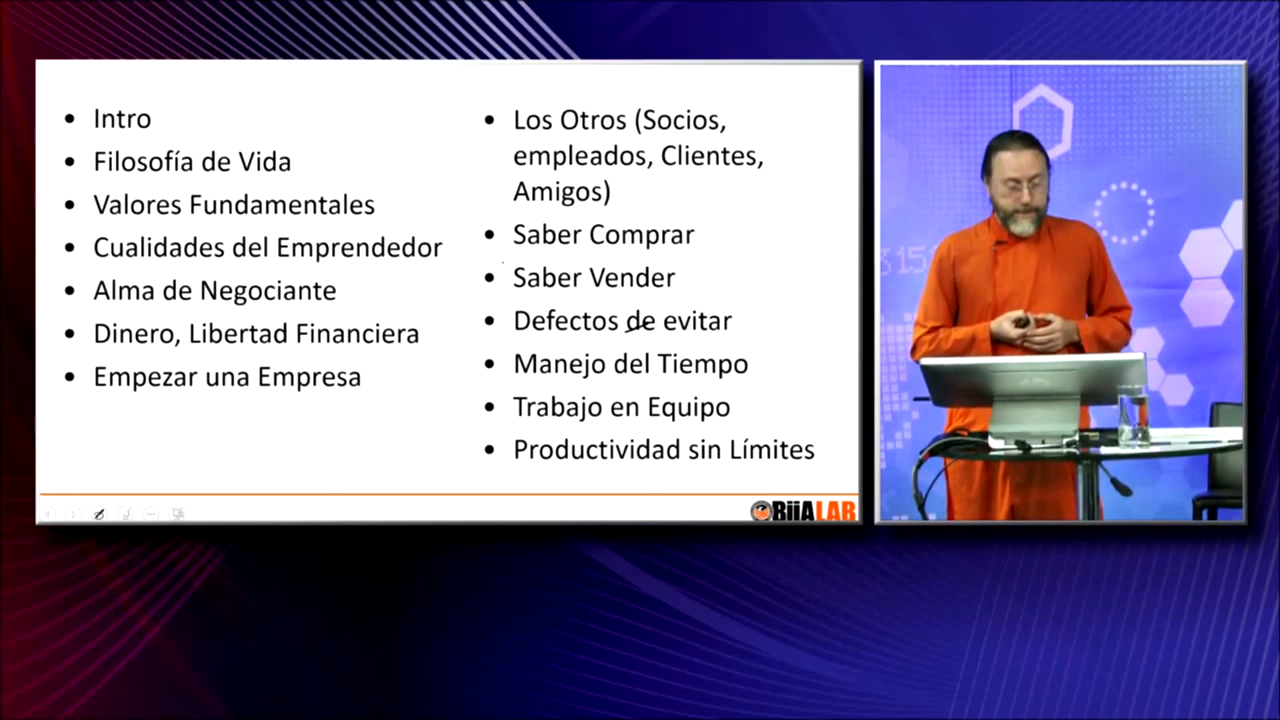 Intro
Filosofía de Vida
Valores Fundamentales
Cualidades del Emprendedor
Alma de Negociante
Dinero, Libertad Financiera
Empezar una Empresa
Los Otros (Socios,
empleados, Clientes,
Amigos)
Saber Comprar
Saber Vender
Defectos de evitar
Manejo del Tiempo
Trabajo en Equipo
Productividad sin Límites
BiiALAB